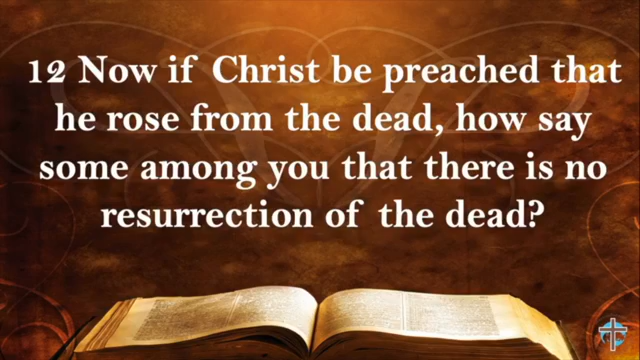 12 Now if Christ be preached that
he rose from the dead, how say
some among you that there is no
resurrection of the dead?